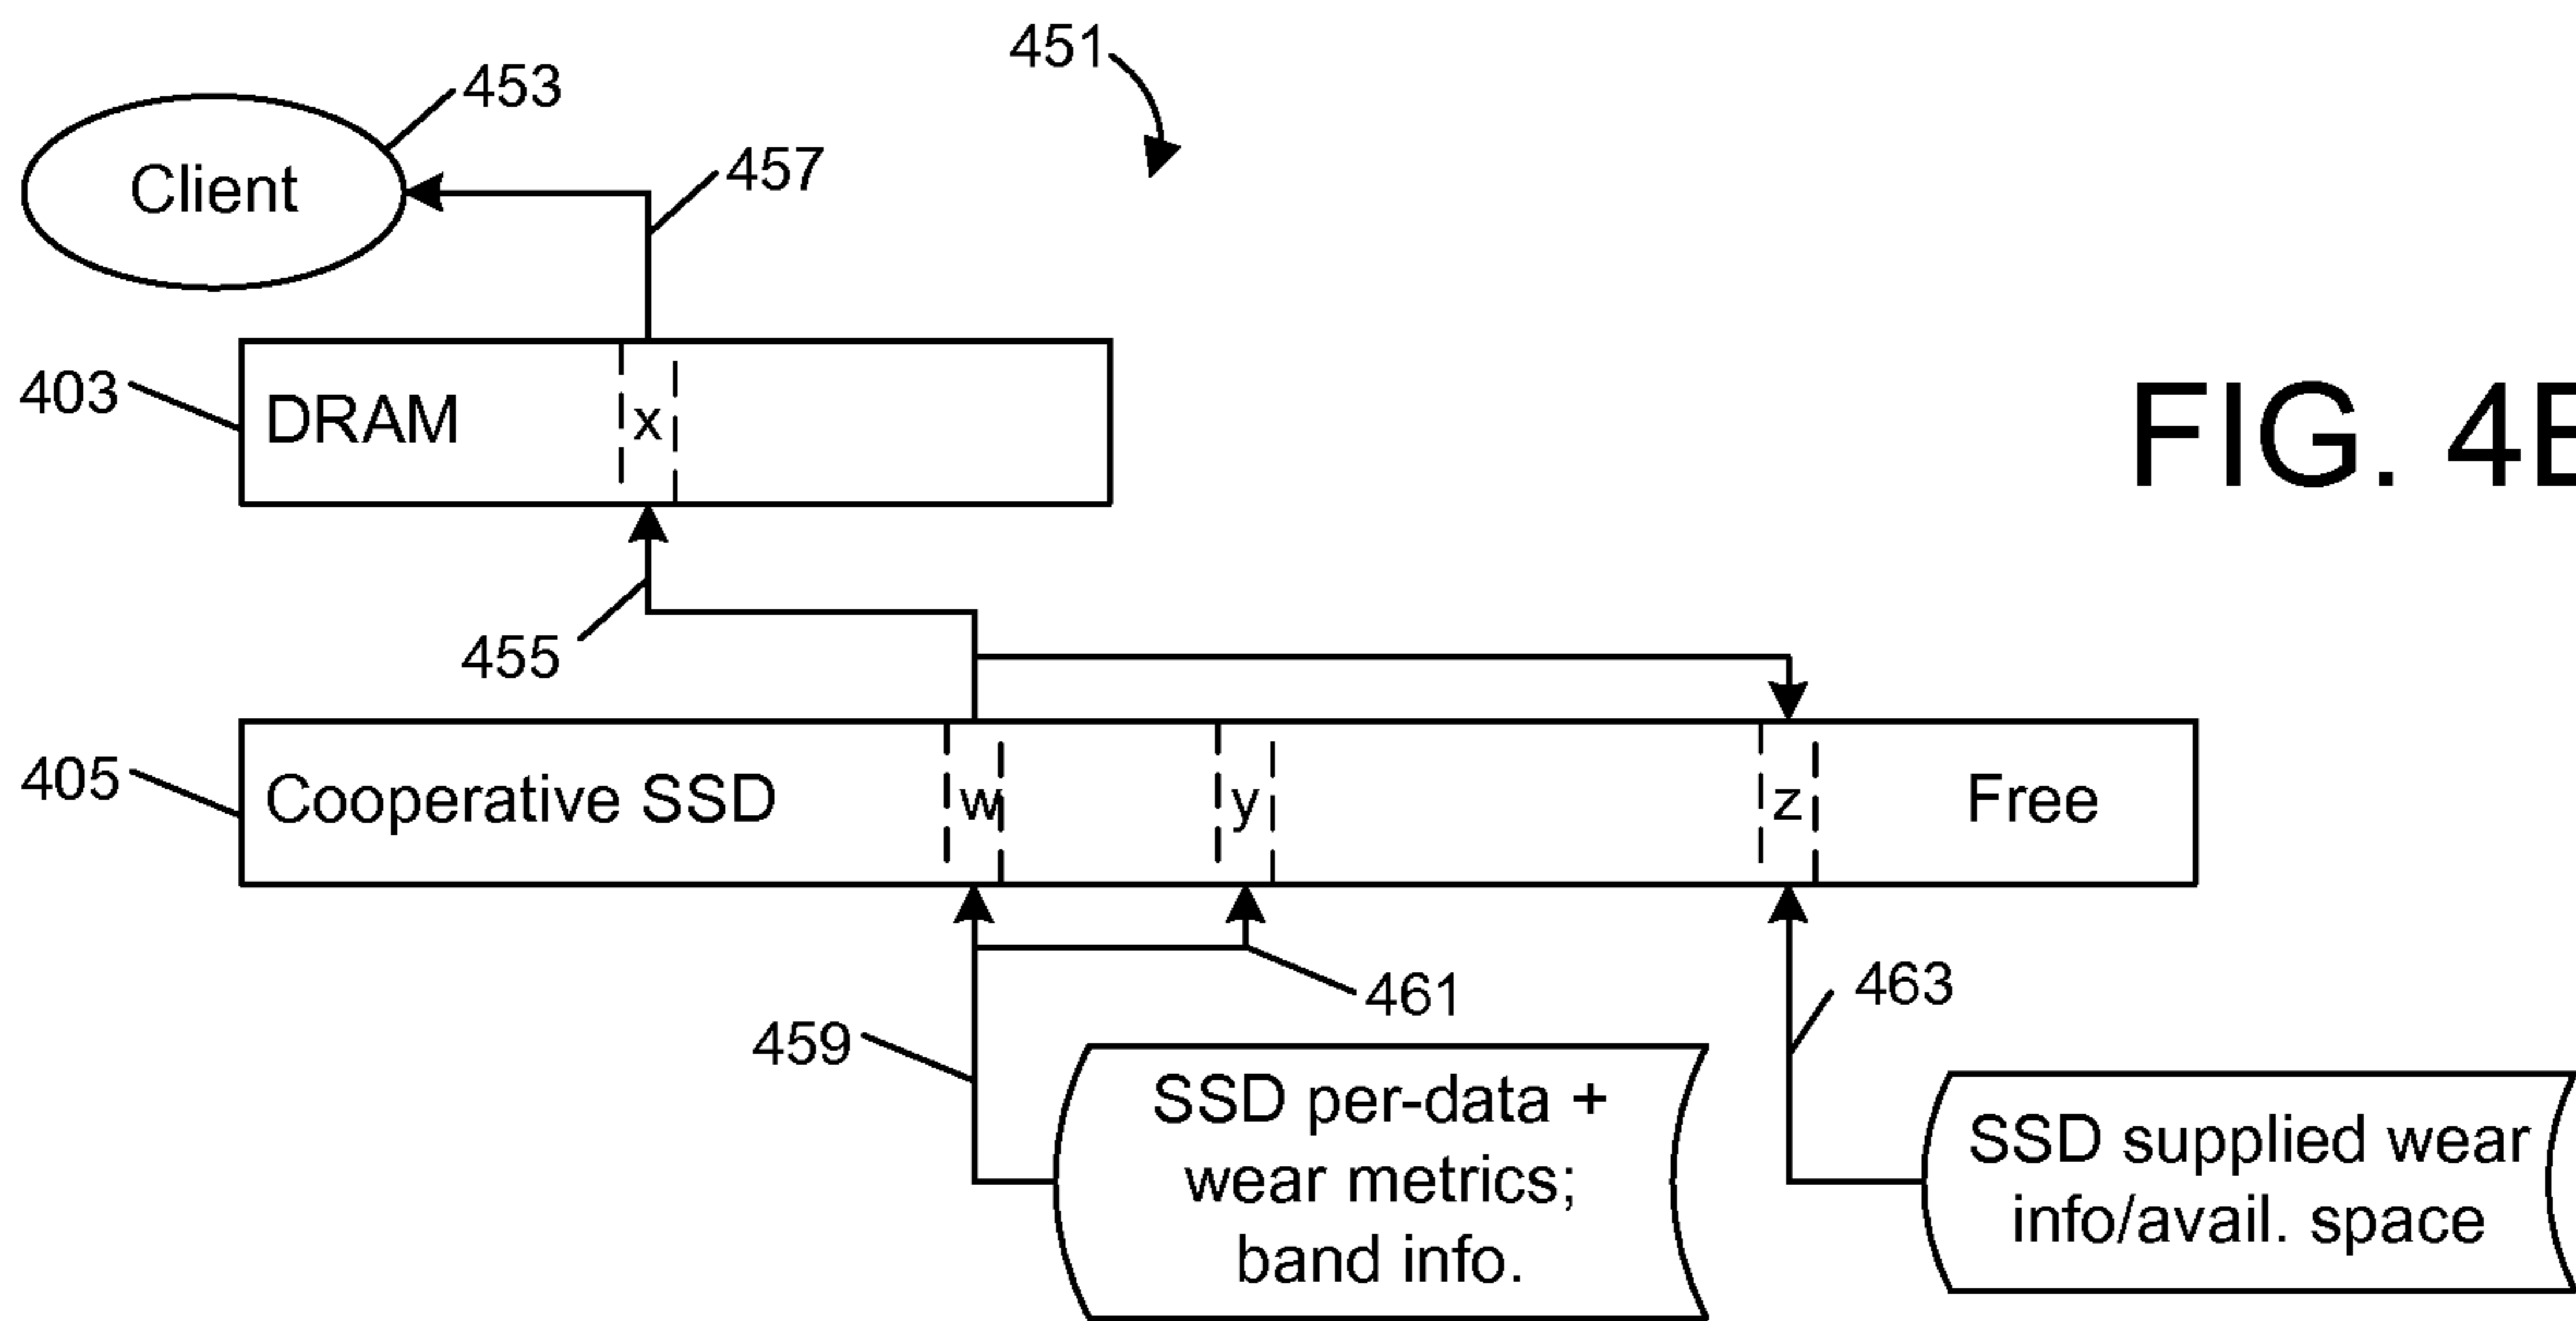 451
453
Client
457
403
DRAM
x
FIG. 4B
455
405
Cooperative SSD
w
y
z
Free
461
463
459
SSD per-data +
wear metrics;
band info.
SSD supplied wear
info/avail. space